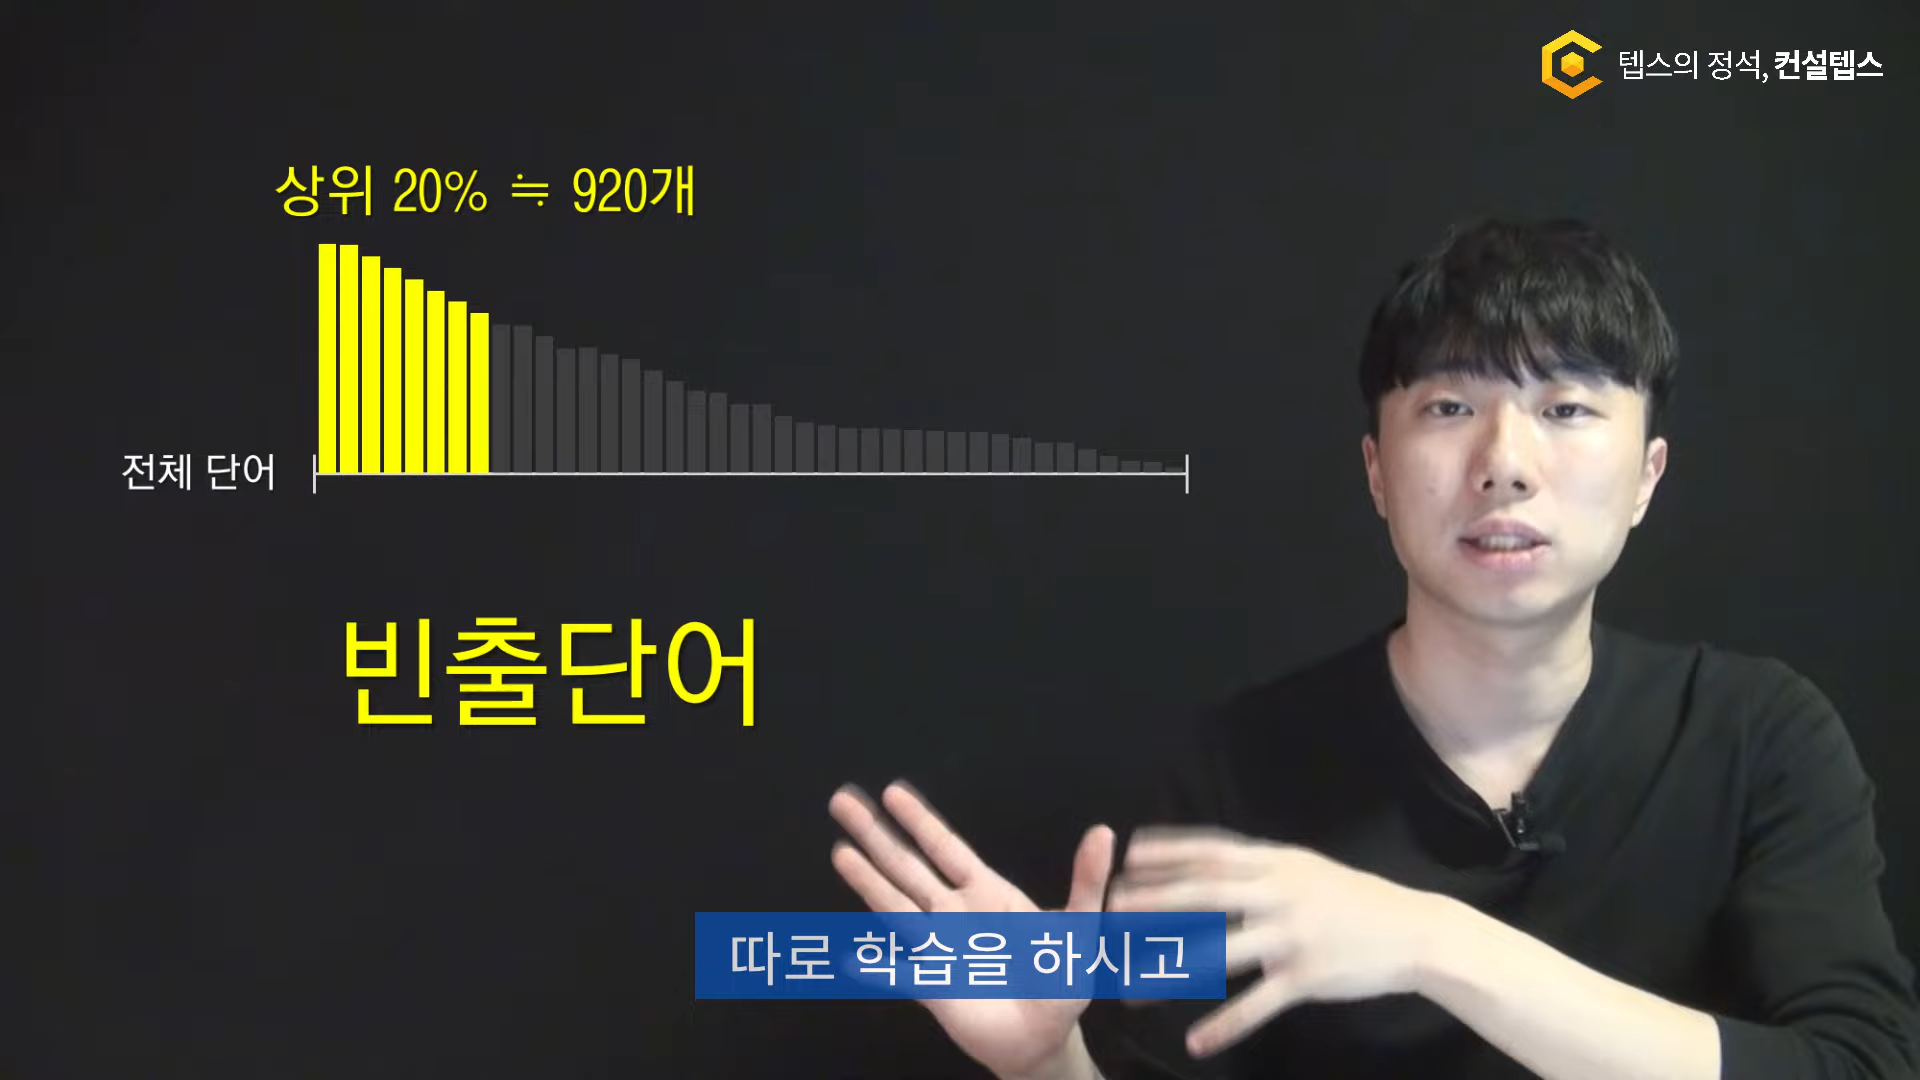 텝스의 정석, 컨설텝스
상위 20% ≒ 920개
전체 단어
빈출단어
따로 학습을 하시고